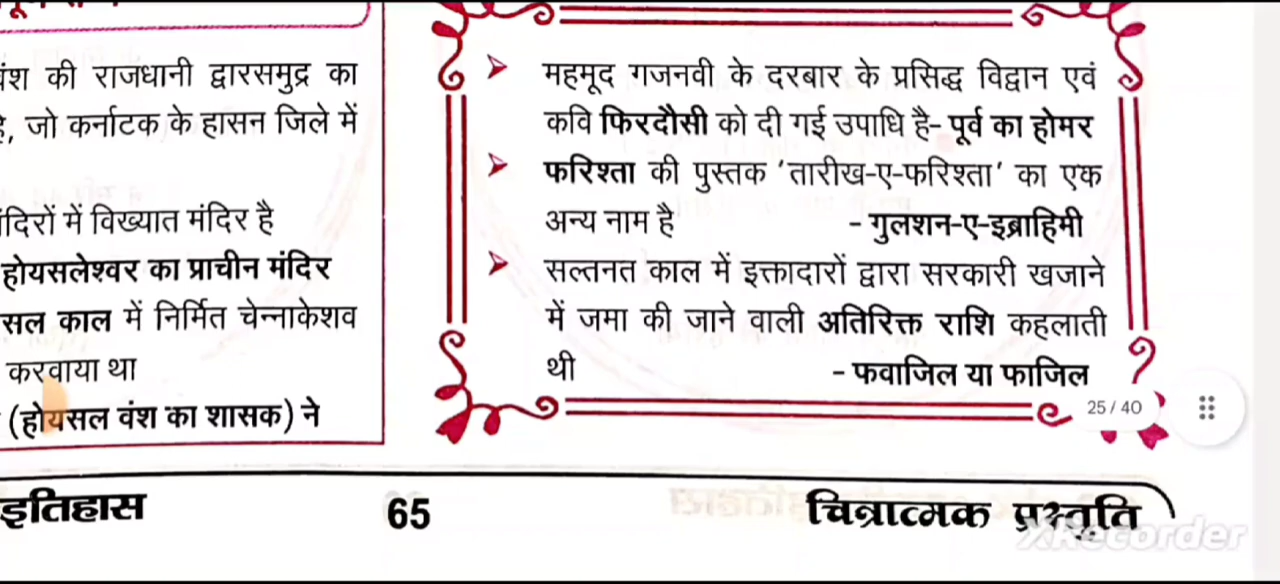 वंश की राजधानी द्वारसमुद्र का
है, जो कर्नाटक के हासन जिले में
मंदिरों में विख्यात मंदिर है
होयसलेश्वर का प्राचीन मंदिर
सल काल में निर्मित चेन्नाकेशव
करवाया था
(होयसल वंश का शासक) ने
➢ महमूद गजनवी के दरबार के प्रसिद्ध विद्वान एवं
कवि फिरदौसी को दी गई उपाधि है- पूर्व का होमर
➢ फरिश्ता की पुस्तक 'तारीख-ए-फरिश्ता' का एक
अन्य नाम है - गुलशन-ए-इब्राहिमी
➢ सल्तनत काल में इक्तादारों द्वारा सरकारी खजाने
में जमा की जाने वाली अतिरिक्त राशि कहलाती
थी - फवाजिल या फाजिल
25 / 40
इतिहास 65 चित्रात्मक प्रस्तुति
XRecorder